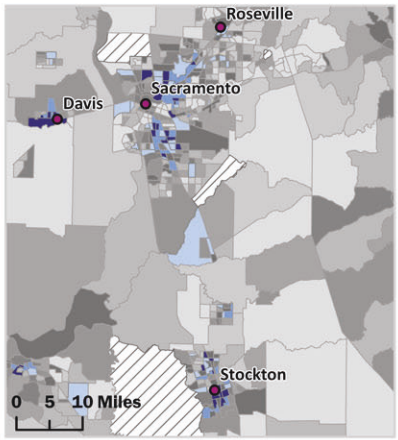 Roseville
Sacramento
Davis
Stockton
0 5 10 Miles